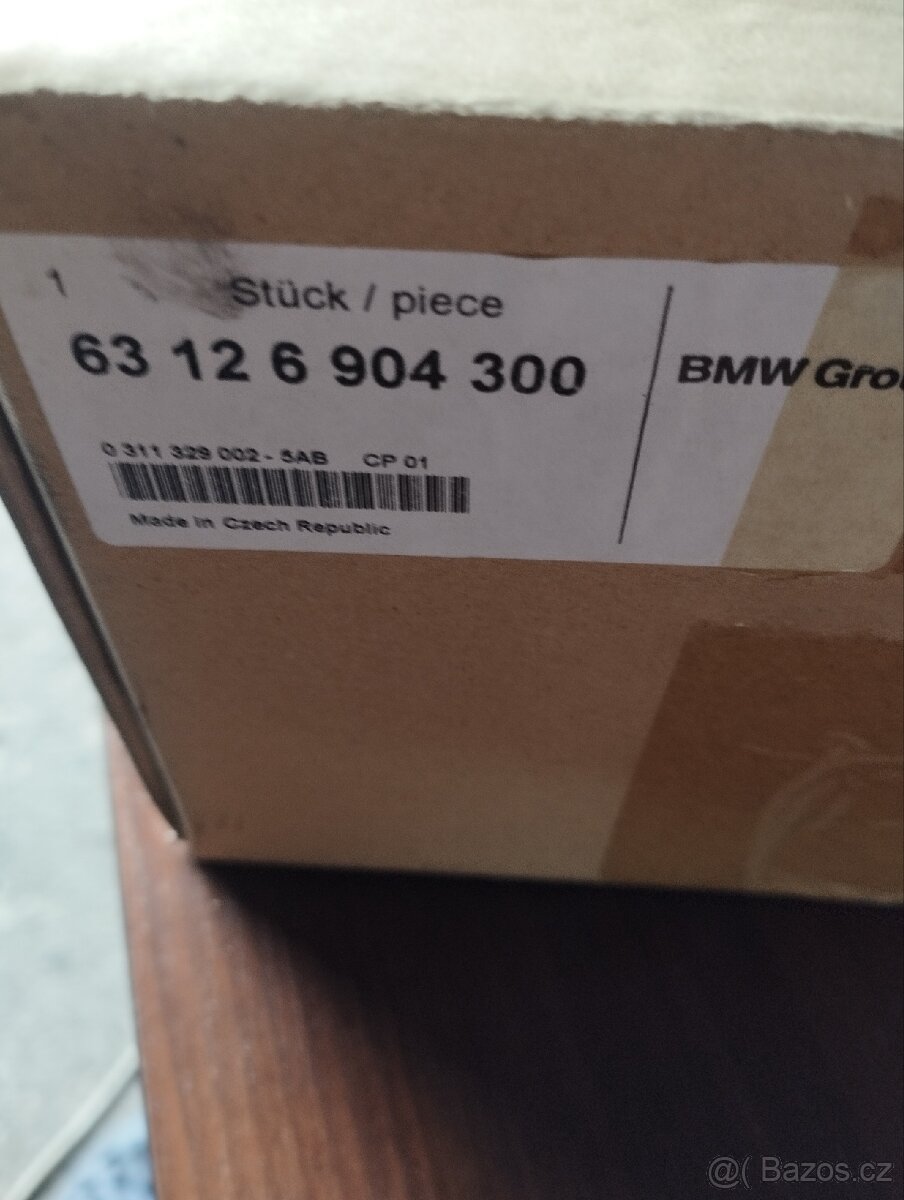 1 Stück / piece
63 12 6 904 300
BMW Gro
0 311 329 002 - 5AB CP 01
Made in Czech Republic
@( Bazos.cz